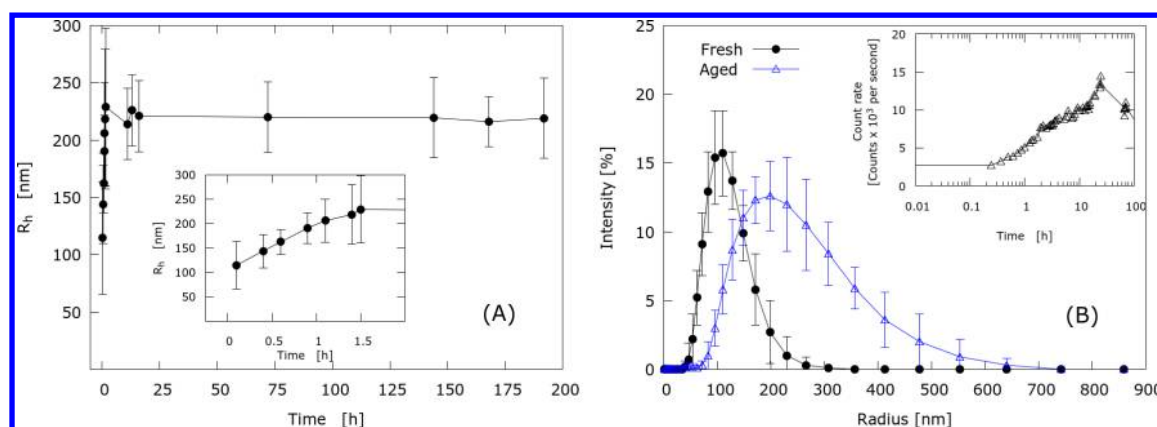 300
250
200
150
100
50
R_h [nm]
0 25 50 75 100 125 150 175 200
Time [h]
(A)
300
250
200
150
100
50
R_h [nm]
0 0.5 1 1.5
Time [h]
25
20
15
10
5
0
Intensity [%]
0 100 200 300 400 500 600 700 800 900
Radius [nm]
Fresh
Aged
(B)
20
15
10
5
0
Count rate
[Counts x 10³ per second]
0.01 0.1 1 10 100
Time [h]